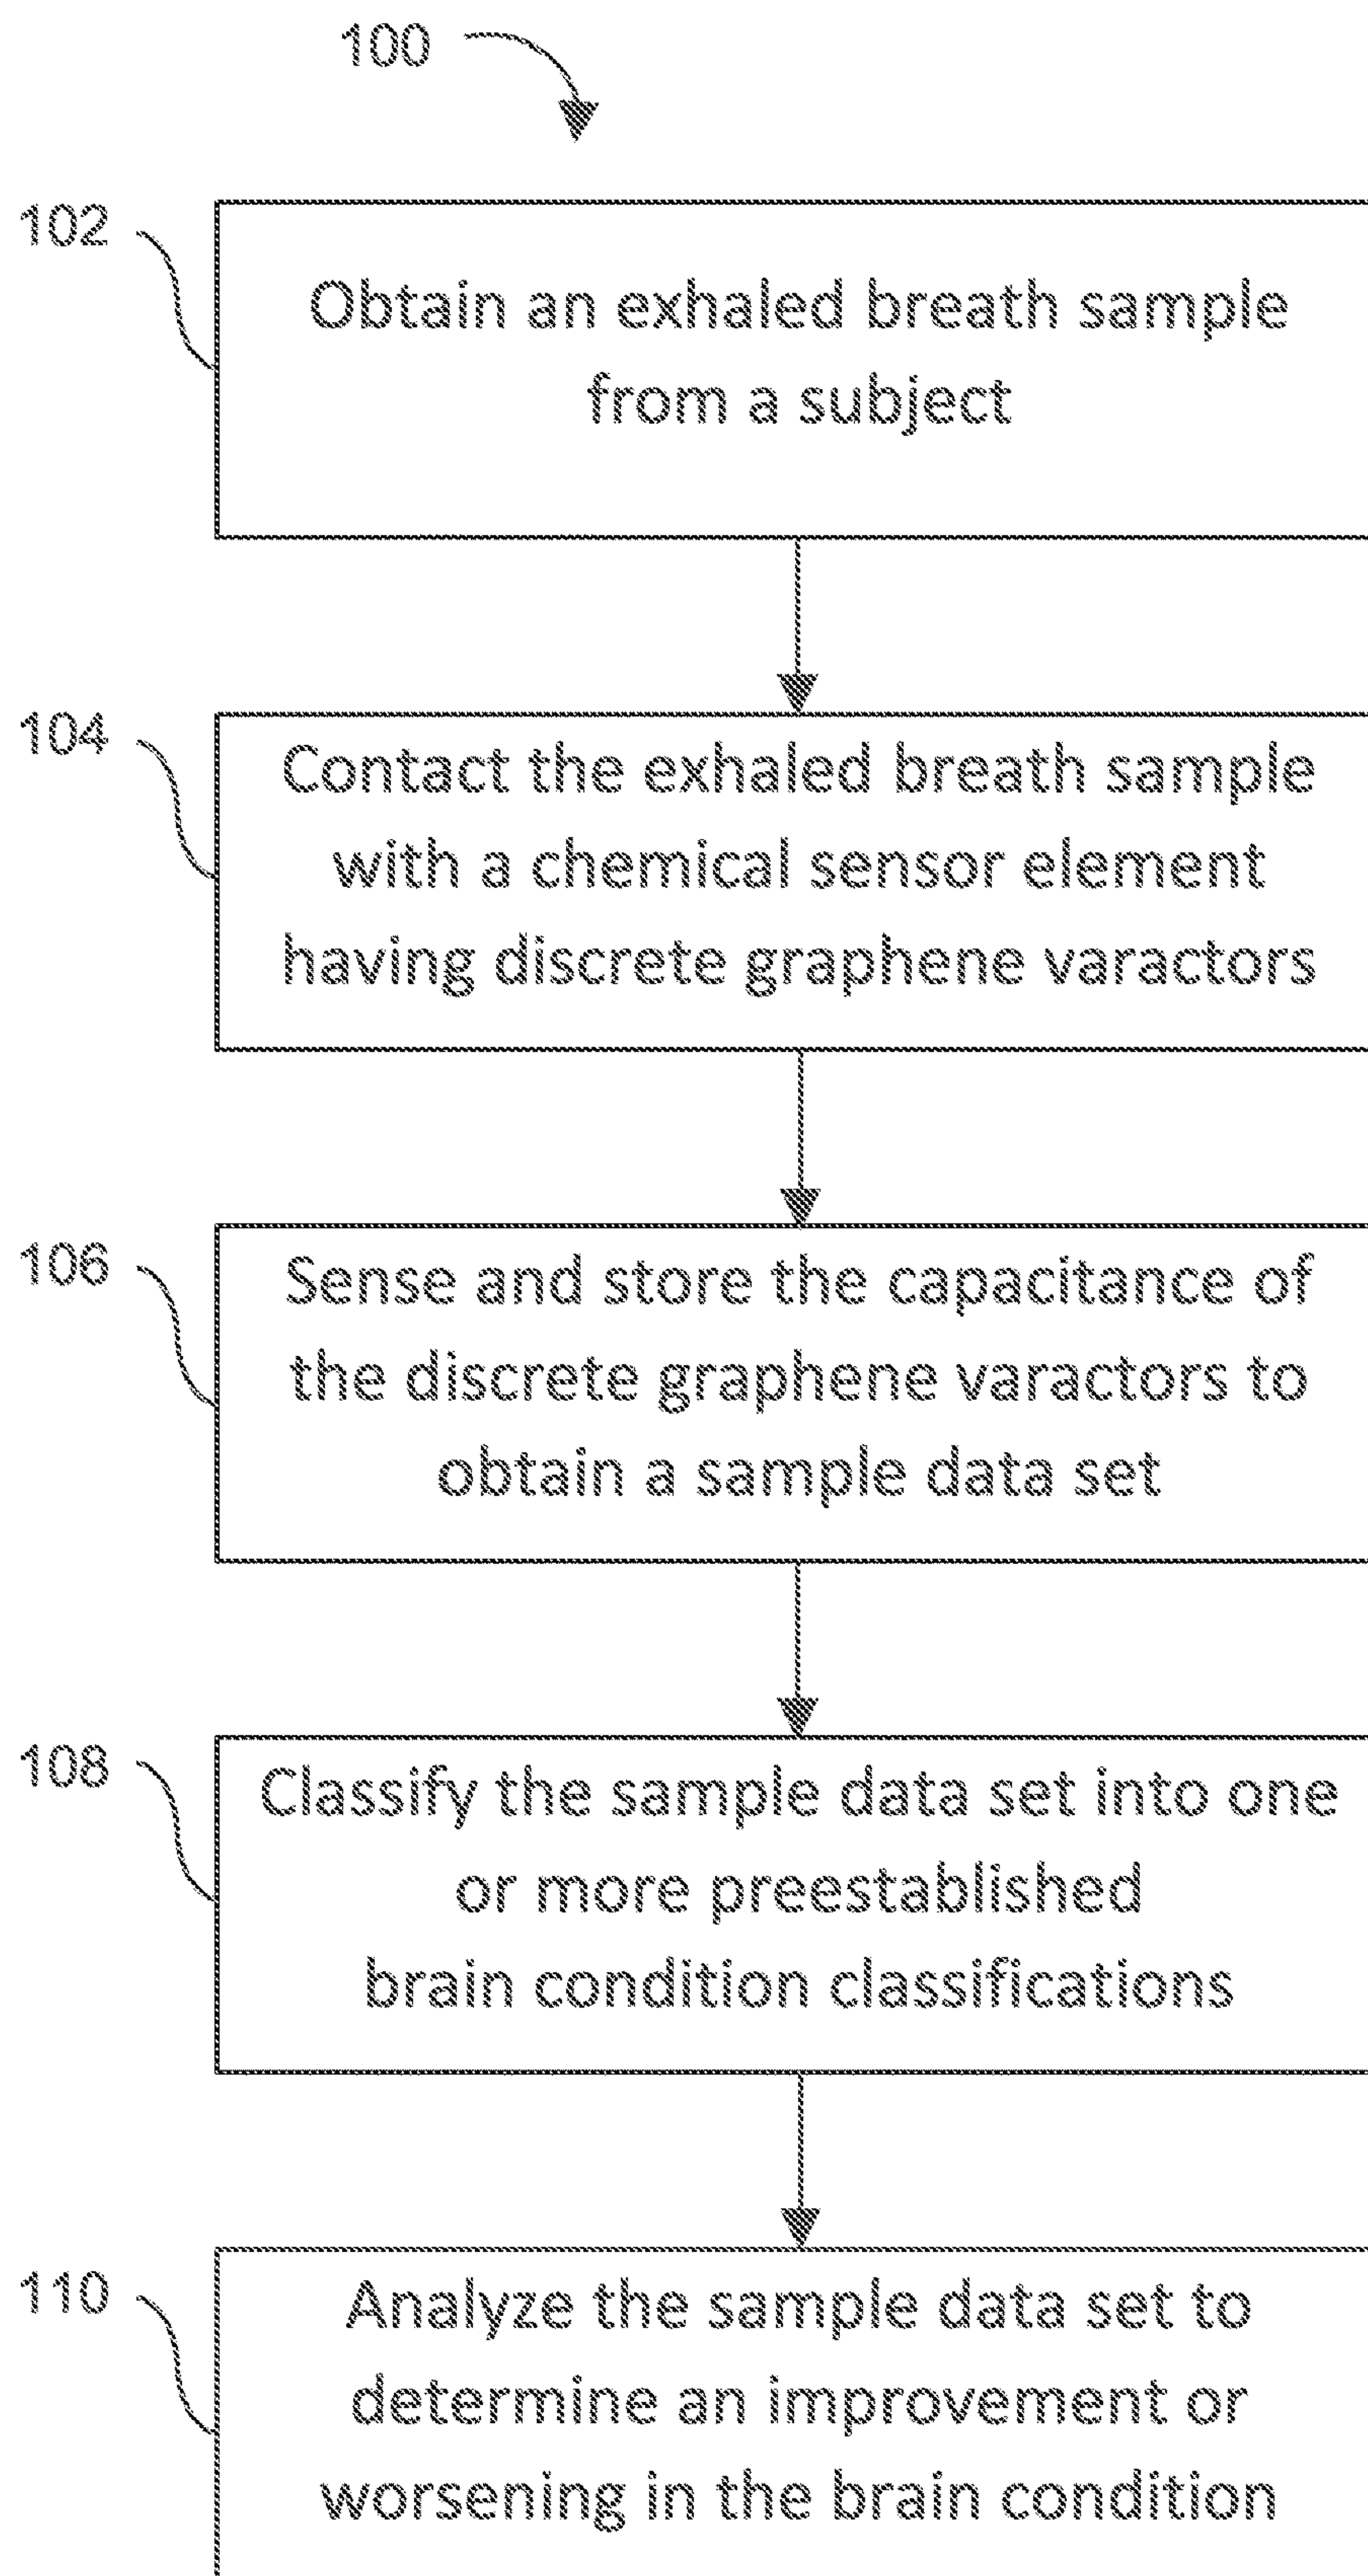 100
102
Obtain an exhaled breath sample
from a subject
104
Contact the exhaled breath sample
with a chemical sensor element
having discrete graphene varactors
106
Sense and store the capacitance of
the discrete graphene varactors to
obtain a sample data set
108
Classify the sample data set into one
or more preestablished
brain condition classifications
110
Analyze the sample data set to
determine an improvement or
worsening in the brain condition